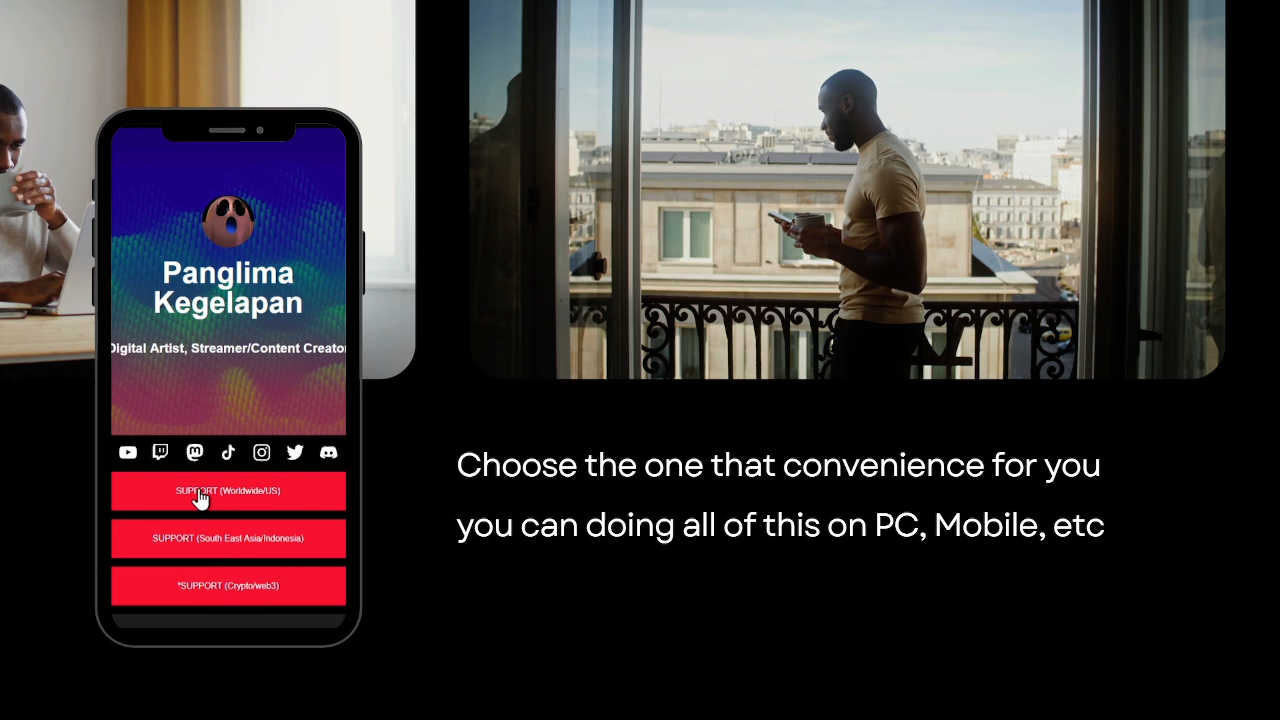 Panglima
Kegelapan
Digital Artist, Streamer/Content Creator
SUPPORT (Worldwide/US)
SUPPORT (South East Asia/Indonesia)
*SUPPORT (Crypto/web3)
Choose the one that convenience for you
you can doing all of this on PC, Mobile, etc